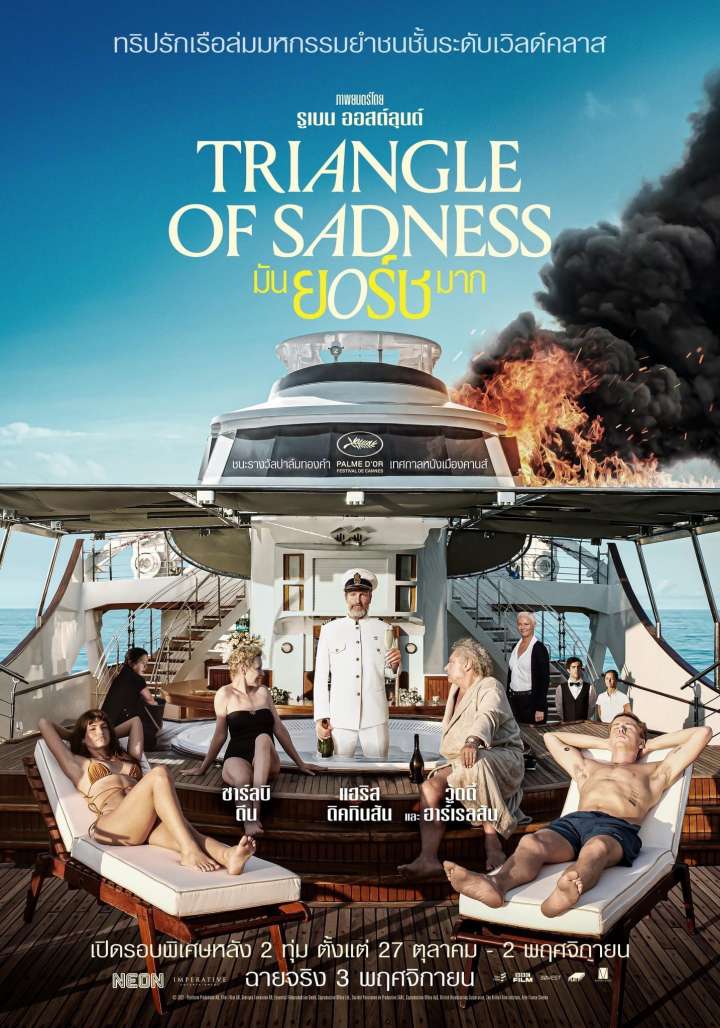 ทริปรักเรือล่มมหกรรมยำชนชั้นระดับเวิลด์คลาส
ภาพยนตร์โดย
รูเบน ออสต์ลุนด์
TRIANGLE
OF SADNESS
มัน ยอร์ช มาก
ชนะรางวัลปาล์มทองคำ PALME D'OR เทศกาลหนังเมืองคานส์
FESTIVAL DE CANNES
ชาร์ลบิ แฮริส วูดดี้
ดีน ดิคกินสัน และ ฮาร์เรลสัน
เปิดรอบพิเศษหลัง 2 ทุ่ม ตั้งแต่ 27 ตุลาคม - 2 พฤศจิกายน
NEON IMPERATIVE ฉายจริง 3 พฤศจิกายน BBC FILM